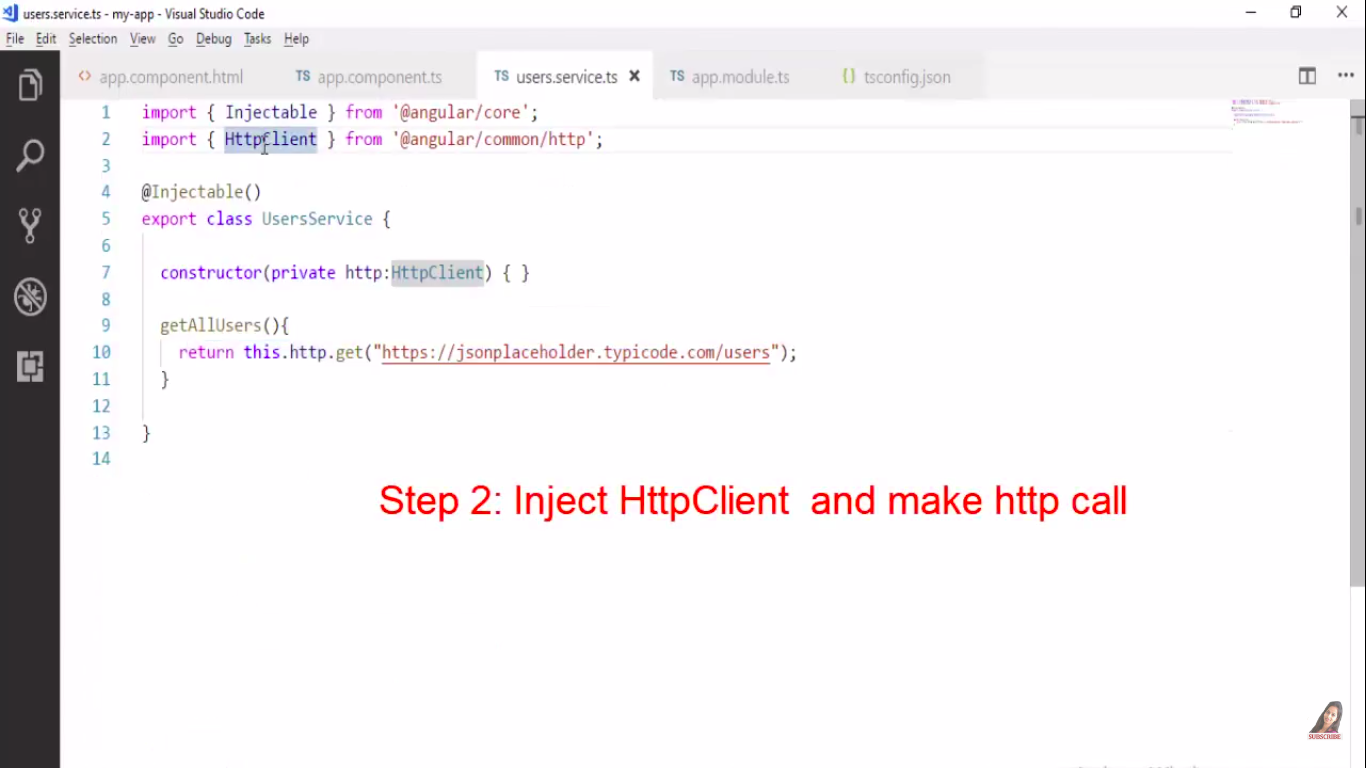 users.service.ts - my-app - Visual Studio Code
File Edit Selection View Go Debug Tasks Help
<> app.component.html TS app.component.ts TS users.service.ts × TS app.module.ts {} tsconfig.json
1 import { Injectable } from '@angular/core';
2 import { HttpClient } from '@angular/common/http';
3
4 @Injectable()
5 export class UsersService {
6
7 constructor(private http:HttpClient) { }
8
9 getAllUsers(){
10 return this.http.get("https://jsonplaceholder.typicode.com/users");
11 }
12
13 }
14
Step 2: Inject HttpClient and make http call
SUBSCRIBE